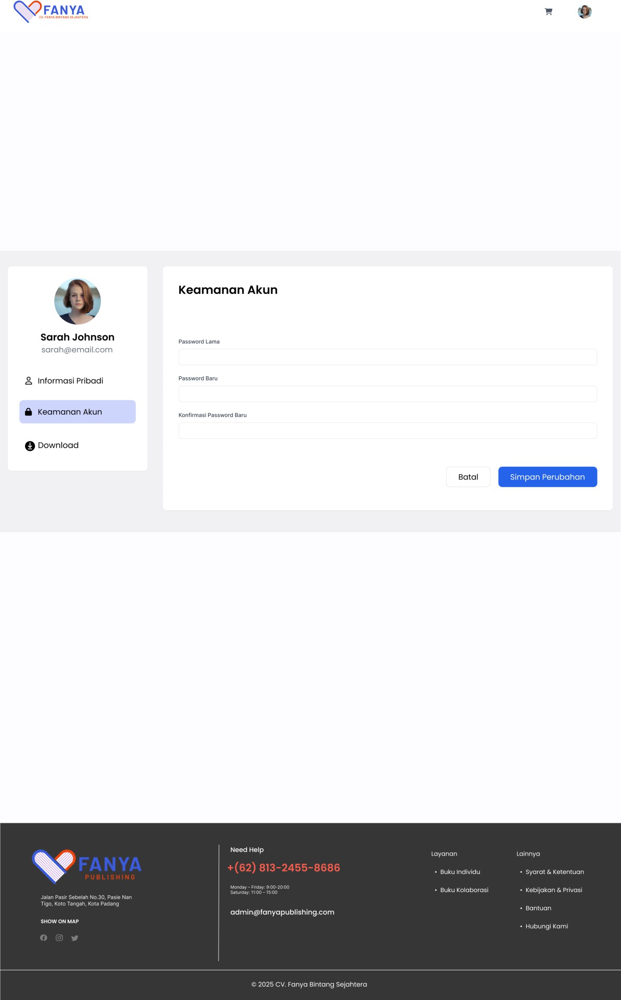 FANYA
CV. FANYA BINTANG SEJAHTERA
Sarah Johnson
sarah@email.com
Informasi Pribadi
Keamanan Akun
Download
Keamanan Akun
Password Lama
Password Baru
Konfirmasi Password Baru
Batal
Simpan Perubahan
FANYA
PUBLISHING
Jalan Pasir Sebelah No.30, Pasie Nan
Tigo, Koto Tangah, Kota Padang
SHOW ON MAP
Need Help
+(62) 813-2455-8686
Monday – Friday: 9:00-20:00
Saturday: 11:00 – 15:00
admin@fanyapublishing.com
Layanan
• Buku Individu
• Buku Kolaborasi
Lainnya
• Syarat & Ketentuan
• Kebijakan & Privasi
• Bantuan
• Hubungi Kami
© 2025 CV. Fanya Bintang Sejahtera